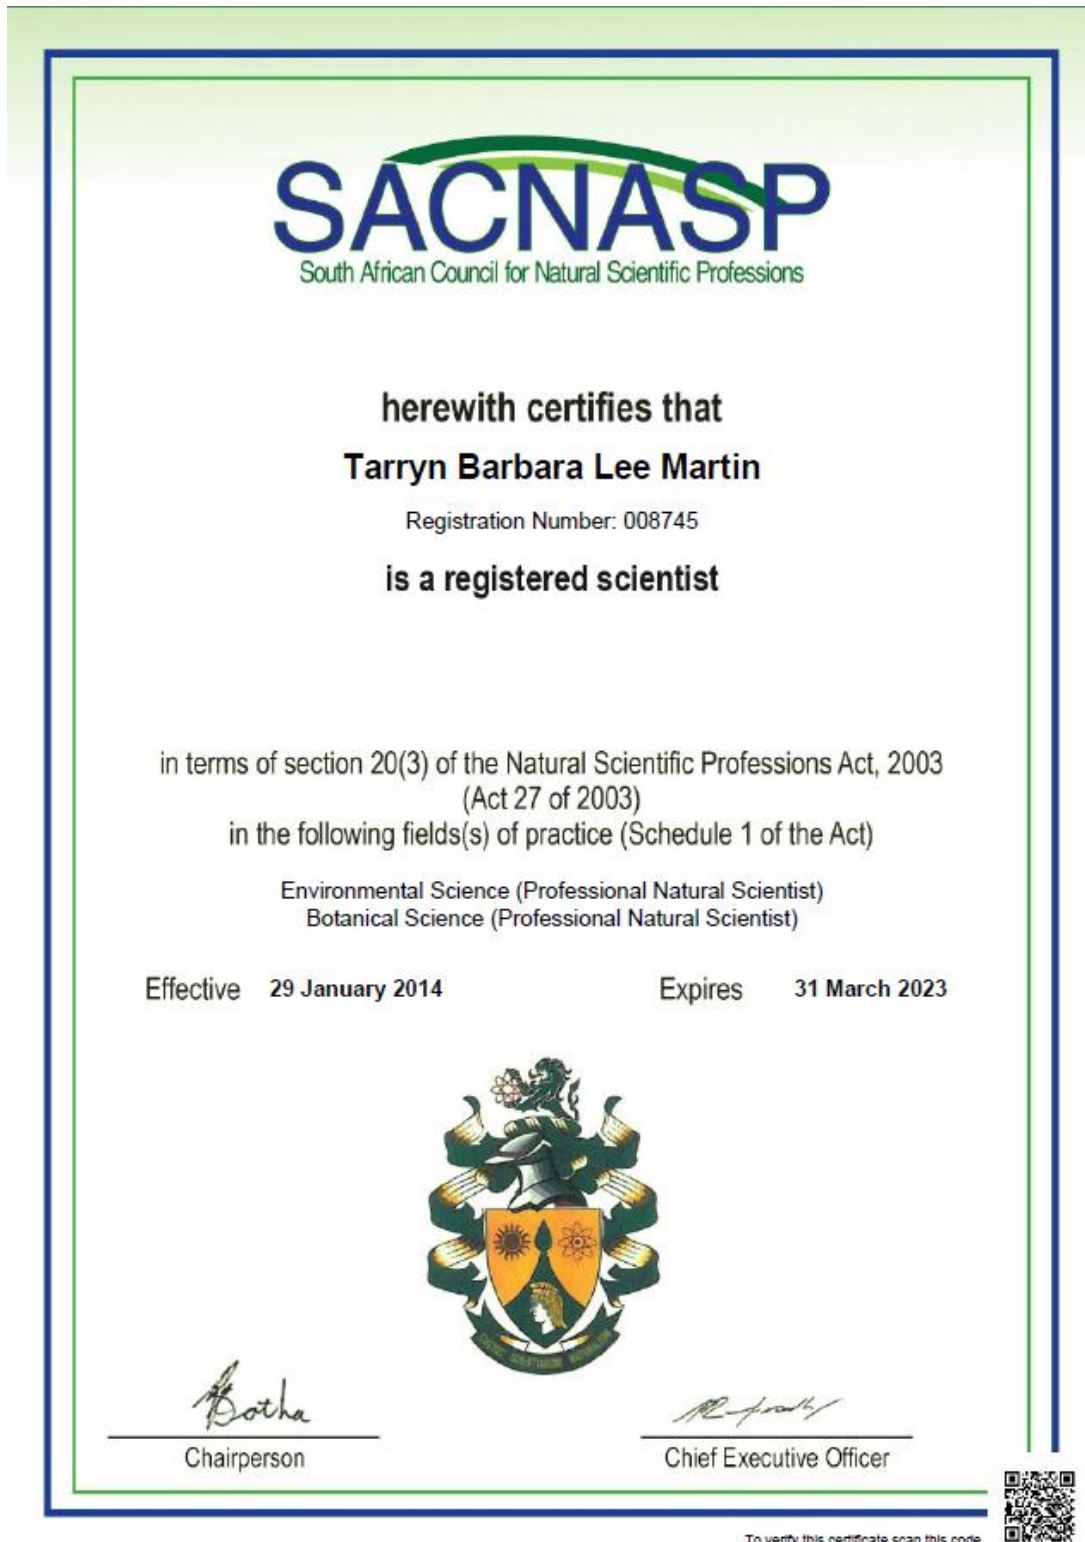 SACNASP
South African Council for Natural Scientific Professions
herewith certifies that
Tarryn Barbara Lee Martin
Registration Number: 008745
is a registered scientist
in terms of section 20(3) of the Natural Scientific Professions Act, 2003
(Act 27 of 2003)
in the following fields(s) of practice (Schedule 1 of the Act)
Environmental Science (Professional Natural Scientist)
Botanical Science (Professional Natural Scientist)
Effective 29 January 2014 Expires 31 March 2023
Botha
Chairperson Chief Executive Officer
To verify this certificate scan this code